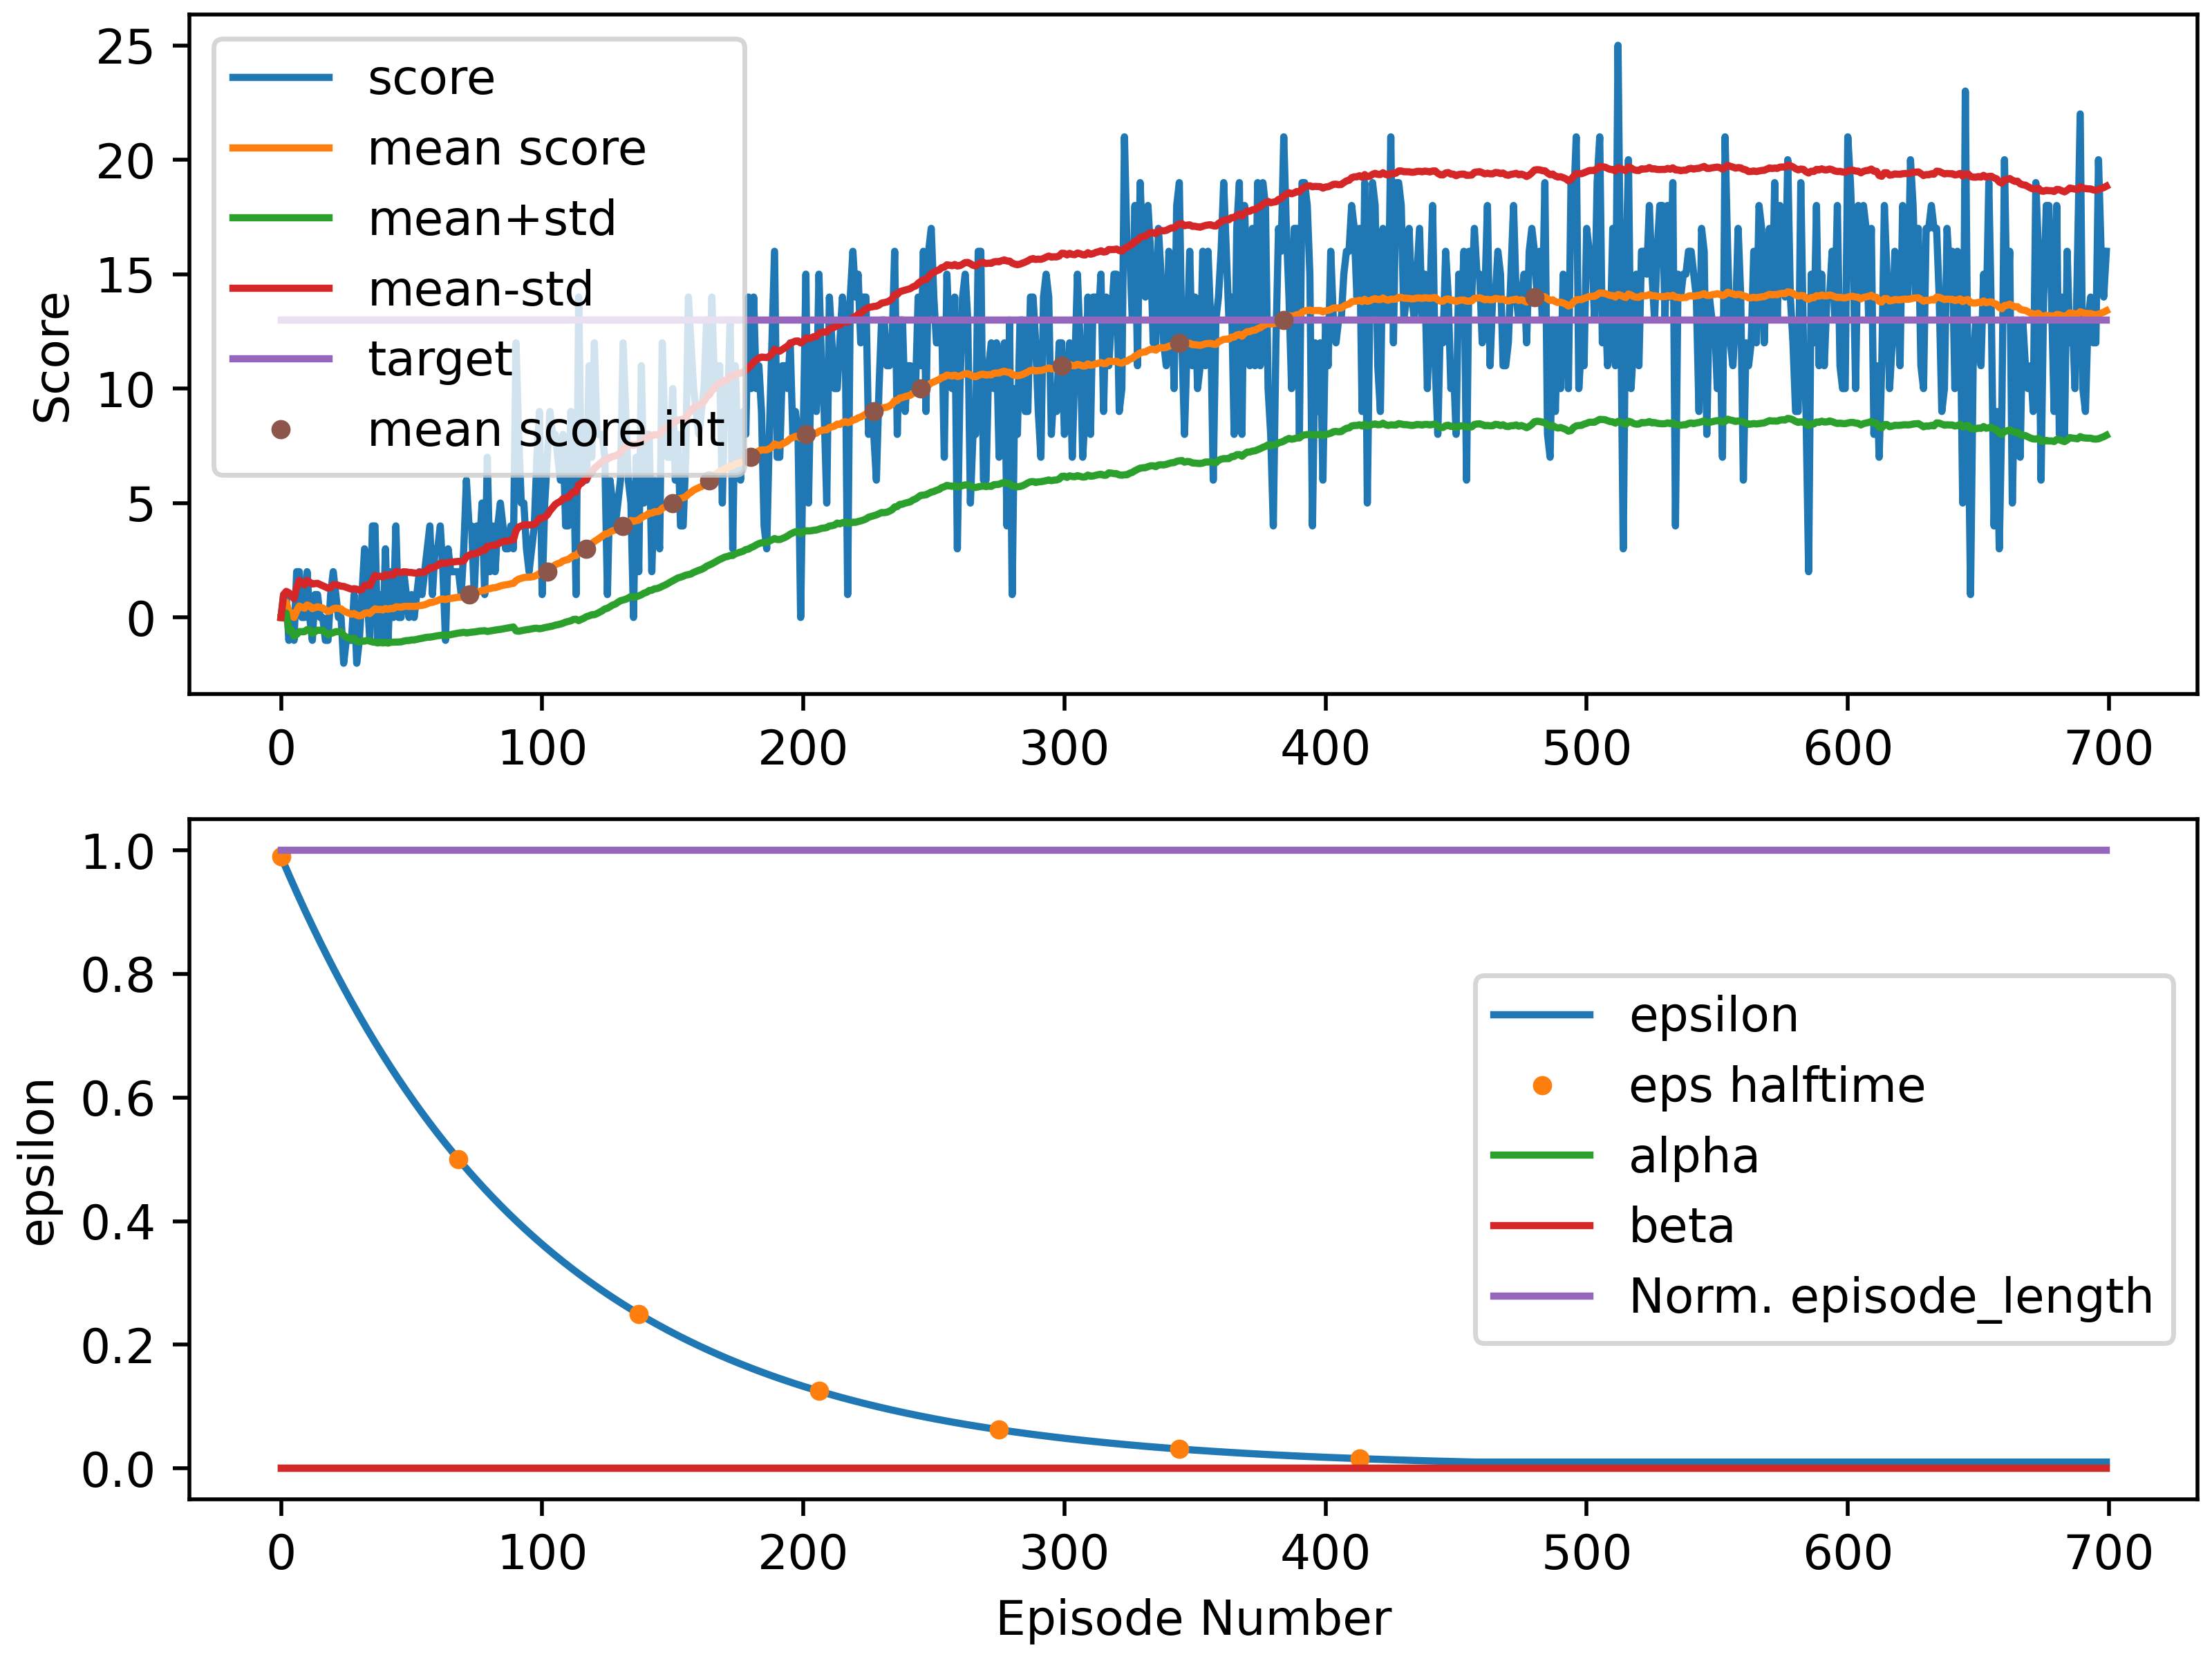 25
20
15
10
5
0
Score
score
mean score
mean+std
mean-std
target
mean score int
0 100 200 300 400 500 600 700
1.0
0.8
0.6
0.4
0.2
0.0
epsilon
epsilon
eps halftime
alpha
beta
Norm. episode_length
0 100 200 300 400 500 600 700
Episode Number